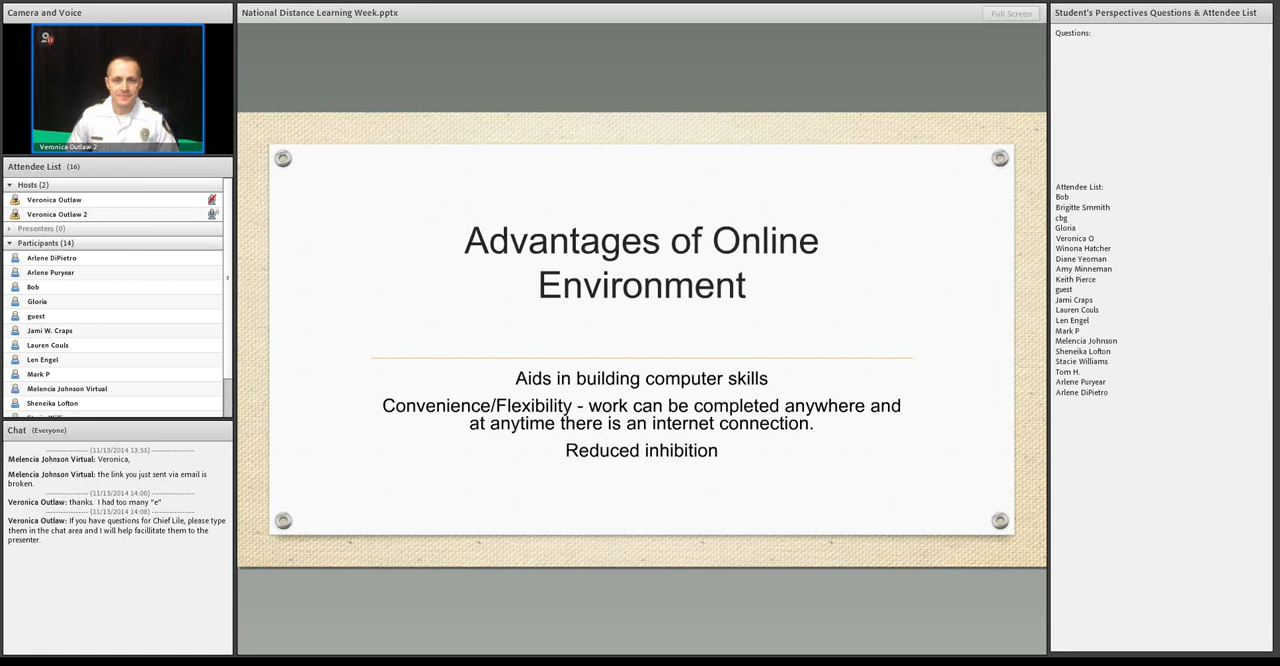 Camera and Voice
Veronica Outlaw 2
Attendee List (16)
Hosts (2)
Veronica Outlaw
Veronica Outlaw 2
Presenters (0)
Participants (14)
Arlene DiPietro
Arlene Puryear
Bob
Gloria
guest
Jami W. Craps
Lauren Couls
Len Engel
Mark P
Melencia Johnson Virtual
Sheneika Lofton
Chat (Everyone)
----------------- (11/13/2014 13:55) -----------------
Melencia Johnson Virtual: Veronica,
Melencia Johnson Virtual: the link you just sent via email is
broken.
----------------- (11/13/2014 14:00) -----------------
Veronica Outlaw: thanks. I had too many "e"
----------------- (11/13/2014 14:08) -----------------
Veronica Outlaw: If you have questions for Chief Lile, please type
them in the chat area and I will help facillitate them to the
presenter.
National Distance Learning Week.pptx
Full Screen
Advantages of Online
Environment
Aids in building computer skills
Convenience/Flexibility - work can be completed anywhere and
at anytime there is an internet connection.
Reduced inhibition
Student's Perspectives Questions & Attendee List
Questions:
Attendee List:
Bob
Brigitte Smmith
cbg
Gloria
Veronica O
Winona Hatcher
Diane Yeoman
Amy Minneman
Keith Pierce
guest
Jami Craps
Lauren Couls
Len Engel
Mark P
Melencia Johnson
Sheneika Lofton
Stacie Williams
Tom H.
Arlene Puryear
Arlene DiPietro